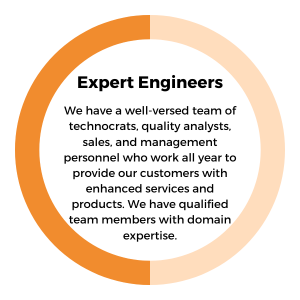 Expert Engineers
We have a well-versed team of
technocrats, quality analysts,
sales, and management
personnel who work all year to
provide our customers with
enhanced services and
products. We have qualified
team members with domain
expertise.